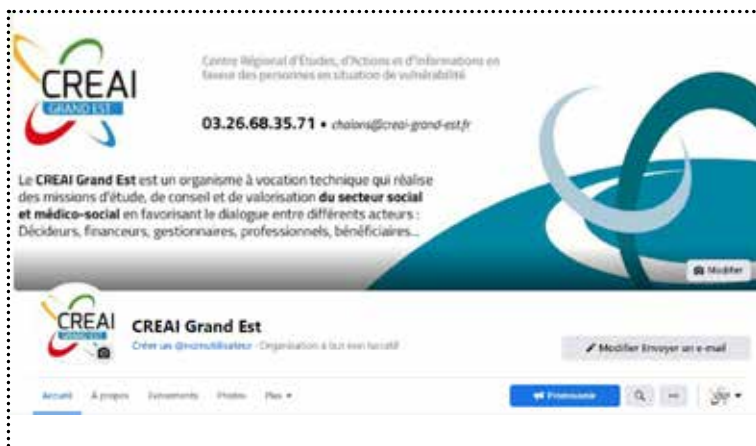 CREAI
GRAND EST
Centre Régional d'Études, d'Actions et d'Informations en
faveur des personnes en situation de vulnérabilité
03.26.68.35.71 • chalons@creai-grand-est.fr
Le CREAI Grand Est est un organisme à vocation technique qui réalise
des missions d'étude, de conseil et de valorisation du secteur social
et médico-social en favorisant le dialogue entre différents acteurs :
Décideurs, financeurs, gestionnaires, professionnels, bénéficiaires...
Modifier
CREAI
GRAND EST
CREAI Grand Est
Créer un @nomutilisateur · Organisation à but non lucratif
Modifier Envoyer un e-mail
Accueil À propos Évènements Photos Plus
Promouvoir